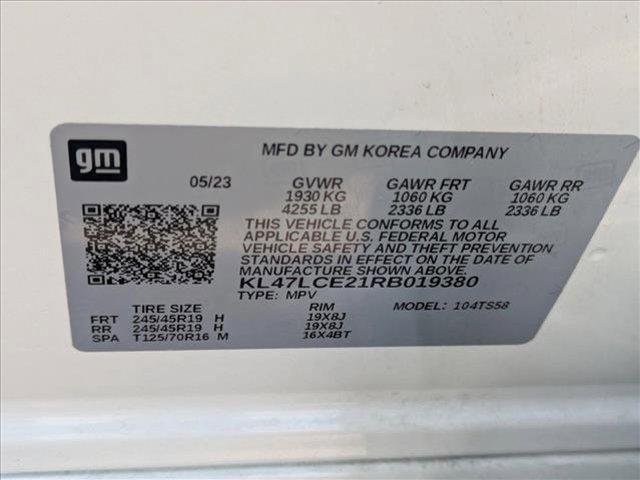 gm
MFD BY GM KOREA COMPANY
05/23 GVWR GAWR FRT GAWR RR
1930 KG 1060 KG 1060 KG
4255 LB 2336 LB 2336 LB
THIS VEHICLE CONFORMS TO ALL
APPLICABLE U.S. FEDERAL MOTOR
VEHICLE SAFETY AND THEFT PREVENTION
STANDARDS IN EFFECT ON THE DATE OF
MANUFACTURE SHOWN ABOVE.
KL47LCE21RB019380
TYPE: MPV MODEL: 104TS58
TIRE SIZE RIM
FRT 245/45R19 H 19X8J
RR 245/45R19 H 19X8J
SPA T125/70R16 M 16X4BT